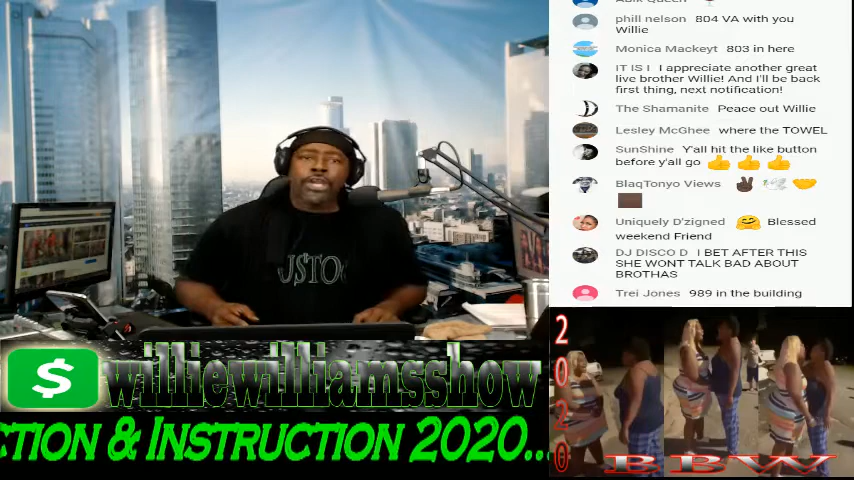 phill nelson 804 VA with you
Willie
Monica Mackeyt 803 in here
IT IS I I appreciate another great
live brother Willie! And I'll be back
first thing, next notification!
The Shamanite Peace out Willie
Lesley McGhee where the TOWEL
SunShine Y'all hit the like button
before y'all go
BlaqTonyo Views
Uniquely D'zigned Blessed
weekend Friend
DJ DISCO D I BET AFTER THIS
SHE WONT TALK BAD ABOUT
BROTHAS
Trei Jones 989 in the building
$ williewilliamsshow
CTION & INSTRUCTION 2020...
2020
BBW